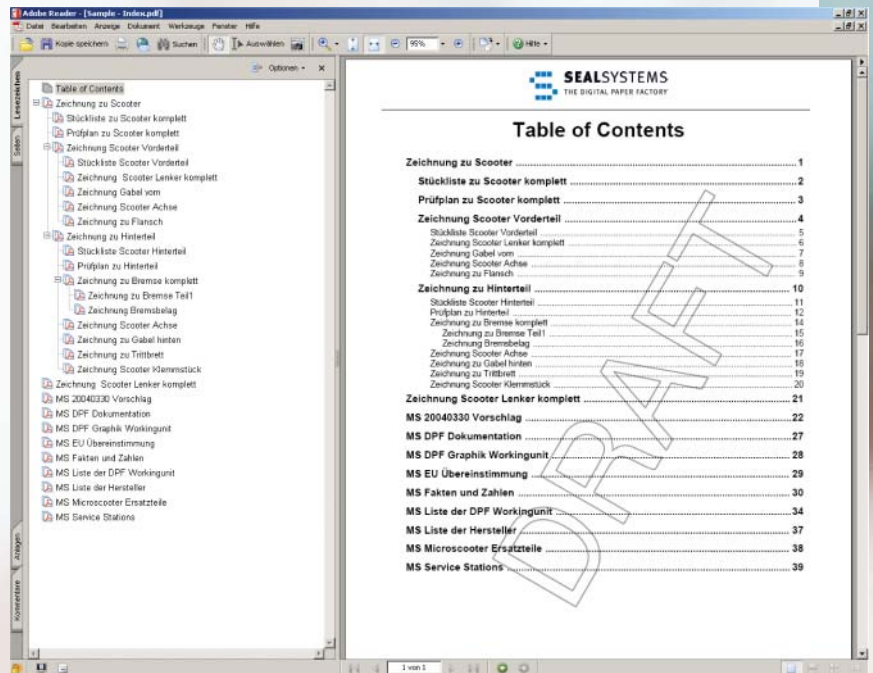 Adobe Reader - [Sample - Index.pdf]
Datei Bearbeiten Anzeige Dokument Werkzeuge Fenster Hilfe
Kopie speichern Suchen Auswählen 95% Hilfe
Optionen
Lesezeichen
Seiten
Anlagen
Kommentare
Table of Contents
Zeichnung zu Scooter
Stückliste zu Scooter komplett
Prüfplan zu Scooter komplett
Zeichnung Scooter Vorderteil
Stückliste Scooter Vorderteil
Zeichnung Scooter Lenker komplett
Zeichnung Gabel vorn
Zeichnung Scooter Achse
Zeichnung zu Flansch
Zeichnung zu Hinterteil
Stückliste Scooter Hinterteil
Prüfplan zu Hinterteil
Zeichnung zu Bremse komplett
Zeichnung zu Bremse Teil1
Zeichnung Bremsbelag
Zeichnung Scooter Achse
Zeichnung zu Gabel hinten
Zeichnung zu Trittbrett
Zeichnung Scooter Klemmstück
Zeichnung Scooter Lenker komplett
MS 20040330 Vorschlag
MS DPF Dokumentation
MS DPF Graphik Workingunit
MS EU Übereinstimmung
MS Fakten und Zahlen
MS Liste der DPF Workingunit
MS Liste der Hersteller
MS Microscooter Ersatzteile
MS Service Stations
SEALSYSTEMS
THE DIGITAL PAPER FACTORY
Table of Contents
Zeichnung zu Scooter 1
Stückliste zu Scooter komplett 2
Prüfplan zu Scooter komplett 3
Zeichnung Scooter Vorderteil 4
Stückliste Scooter Vorderteil 5
Zeichnung Scooter Lenker komplett 6
Zeichnung Gabel vorn 7
Zeichnung Scooter Achse 8
Zeichnung zu Flansch 9
Zeichnung zu Hinterteil 10
Stückliste Scooter Hinterteil 11
Prüfplan zu Hinterteil 12
Zeichnung zu Bremse komplett 14
Zeichnung zu Bremse Teil1 15
Zeichnung Bremsbelag 16
Zeichnung Scooter Achse 17
Zeichnung zu Gabel hinten 18
Zeichnung zu Trittbrett 19
Zeichnung Scooter Klemmstück 20
Zeichnung Scooter Lenker komplett 21
MS 20040330 Vorschlag 22
MS DPF Dokumentation 27
MS DPF Graphik Workingunit 28
MS EU Übereinstimmung 29
MS Fakten und Zahlen 30
MS Liste der DPF Workingunit 34
MS Liste der Hersteller 37
MS Microscooter Ersatzteile 38
MS Service Stations 39
DRAFT
1 von 1